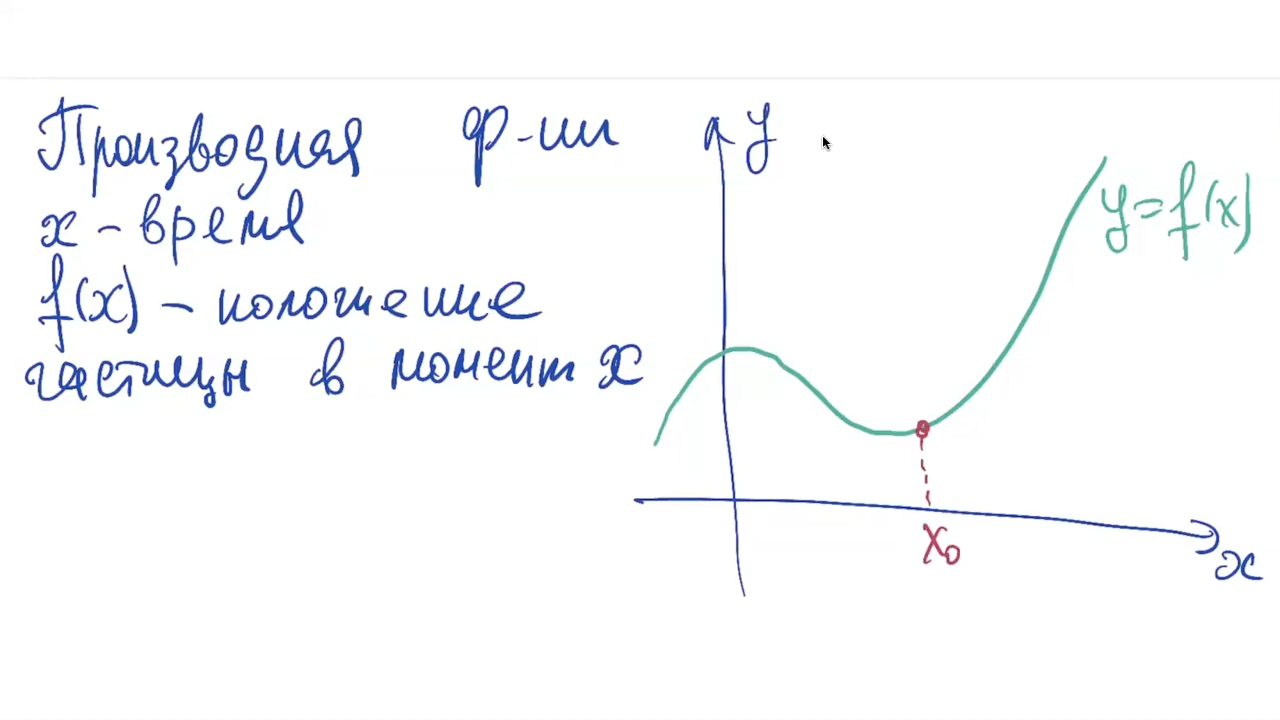 Производная ф-ии
x - время
f(x) - положение
частицы в момент x
y
y=f(x)
x₀
x